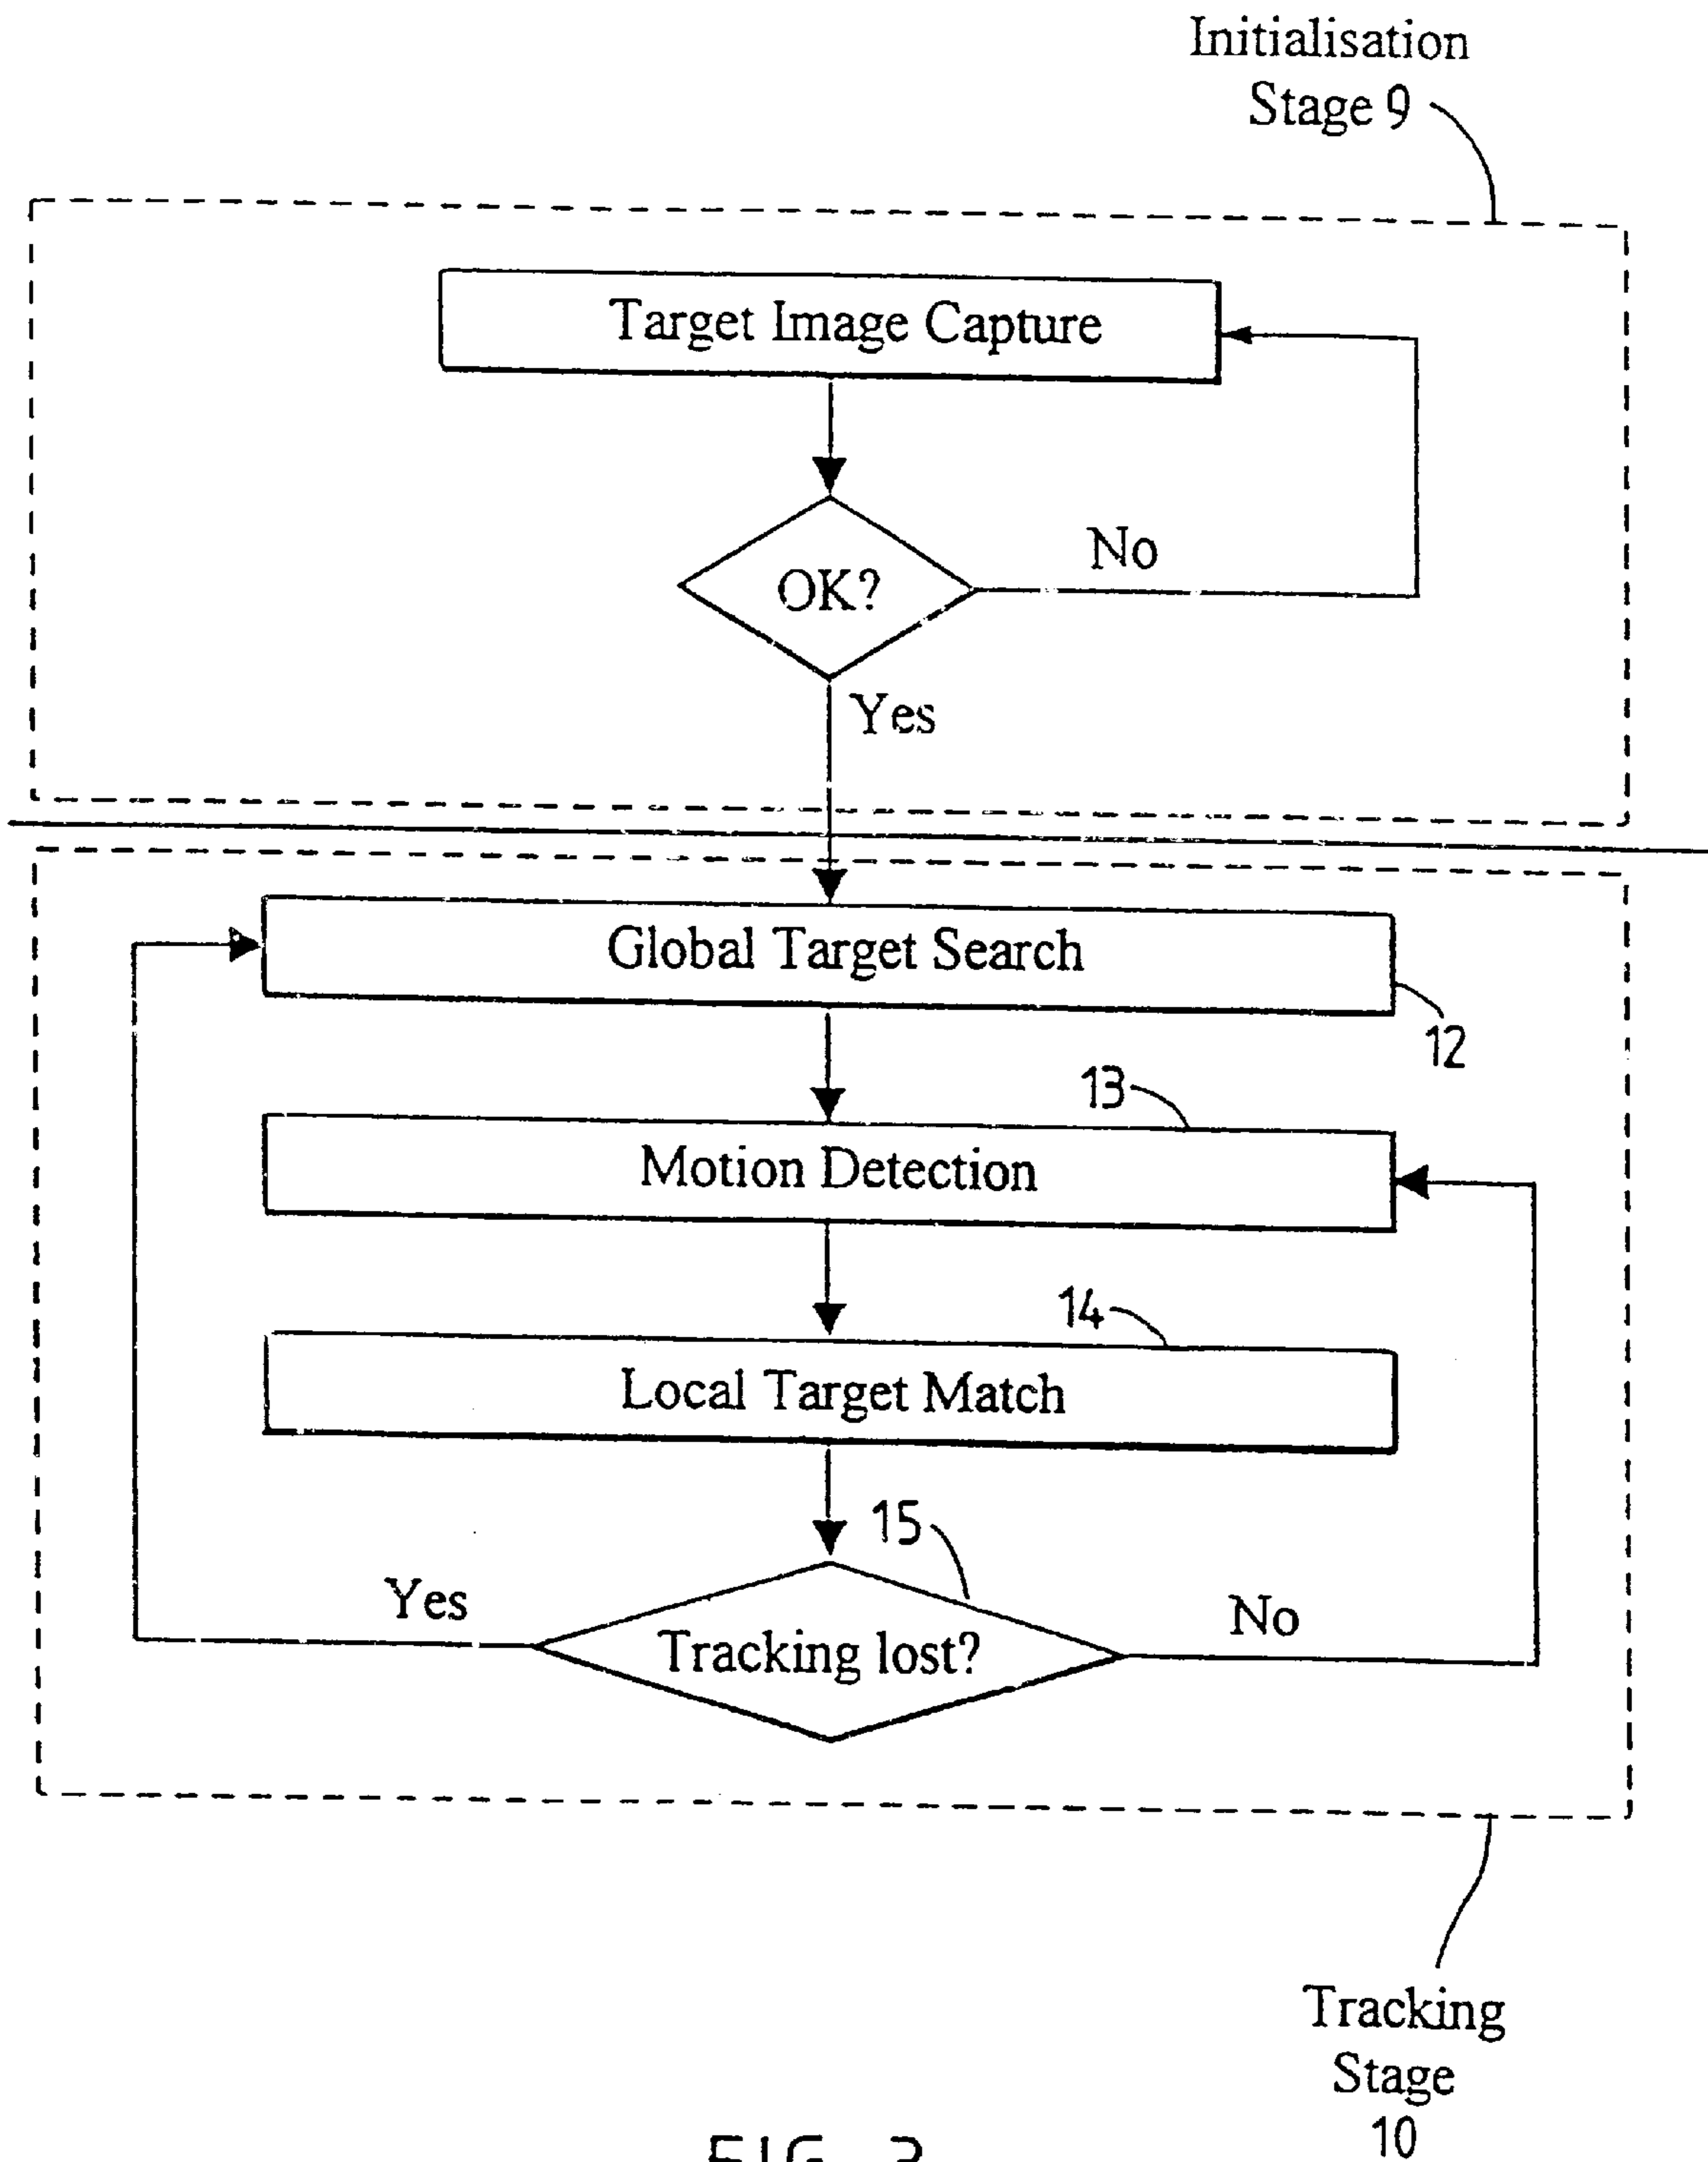 Initialisation
Stage 9
Target Image Capture
OK?
No
Yes
Global Target Search
12
13
Motion Detection
14
Local Target Match
15
Yes
Tracking lost?
No
Tracking
Stage
10
FIG.